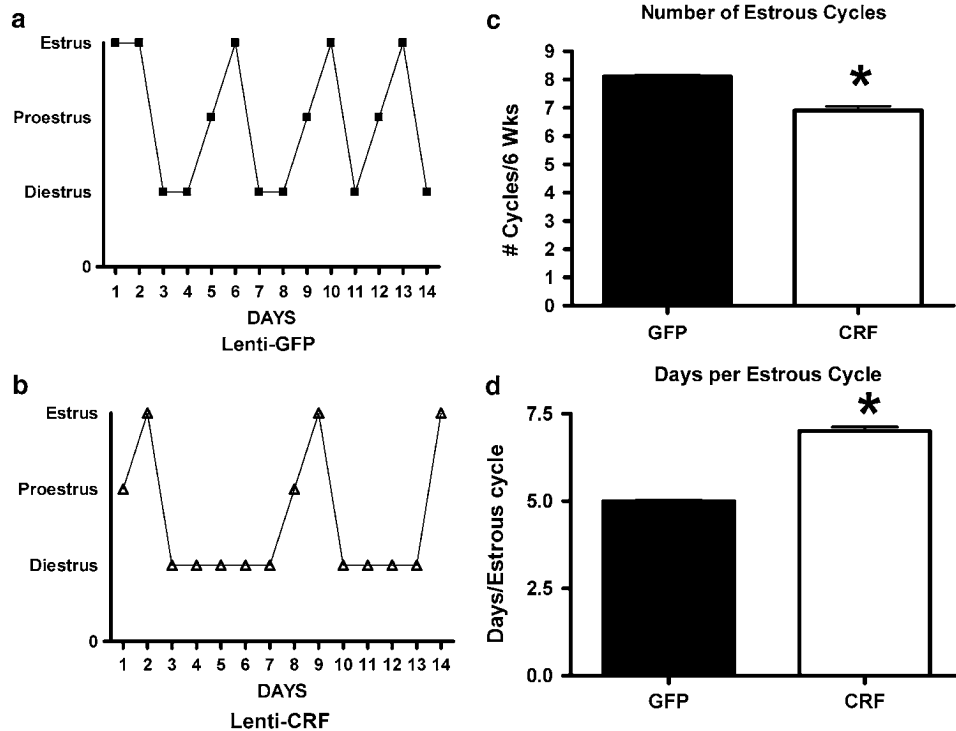 a
Estrus
Proestrus
Diestrus
0
1 2 3 4 5 6 7 8 9 10 11 12 13 14
DAYS
Lenti-GFP
b
Estrus
Proestrus
Diestrus
0
1 2 3 4 5 6 7 8 9 10 11 12 13 14
DAYS
Lenti-CRF
c
Number of Estrous Cycles
# Cycles/6 Wks
9
8
7
6
5
4
3
2
1
0
*
GFP CRF
d
Days per Estrous Cycle
Days/Estrous cycle
7.5
5.0
2.5
0.0
*
GFP CRF